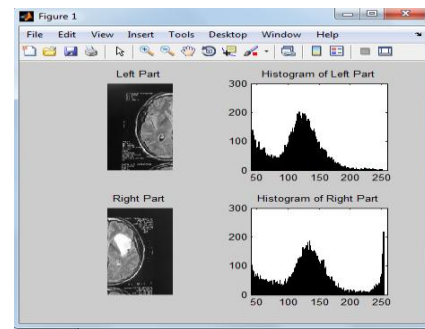 Figure 1
File Edit View Insert Tools Desktop Window Help
Left Part
Histogram of Left Part
300
200
100
0
50 100 150 200 250
Right Part
Histogram of Right Part
300
200
100
0
50 100 150 200 250